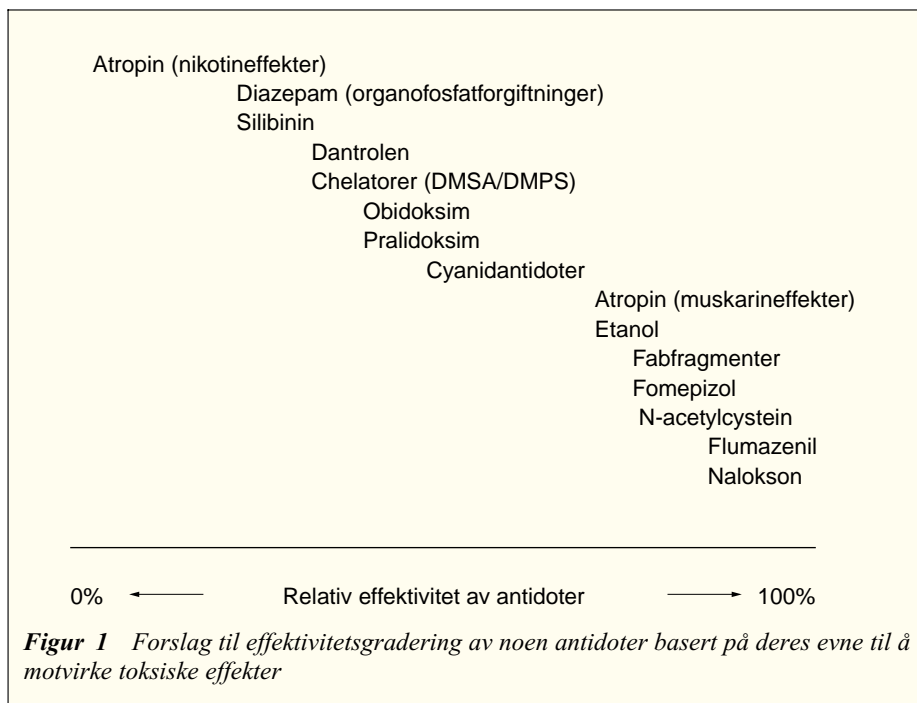 Atropin (nikotineffekter)
Diazepam (organofosfatforgiftninger)
Silibinin
Dantrolen
Chelatorer (DMSA/DMPS)
Obidoksim
Pralidoksim
Cyanidantidoter
Atropin (muskarineffekter)
Etanol
Fabfragmenter
Fomepizol
N-acetylcystein
Flumazenil
Nalokson
0% Relativ effektivitet av antidoter 100%
Figur 1 Forslag til effektivitetsgradering av noen antidoter basert på deres evne til å
motvirke toksiske effekter